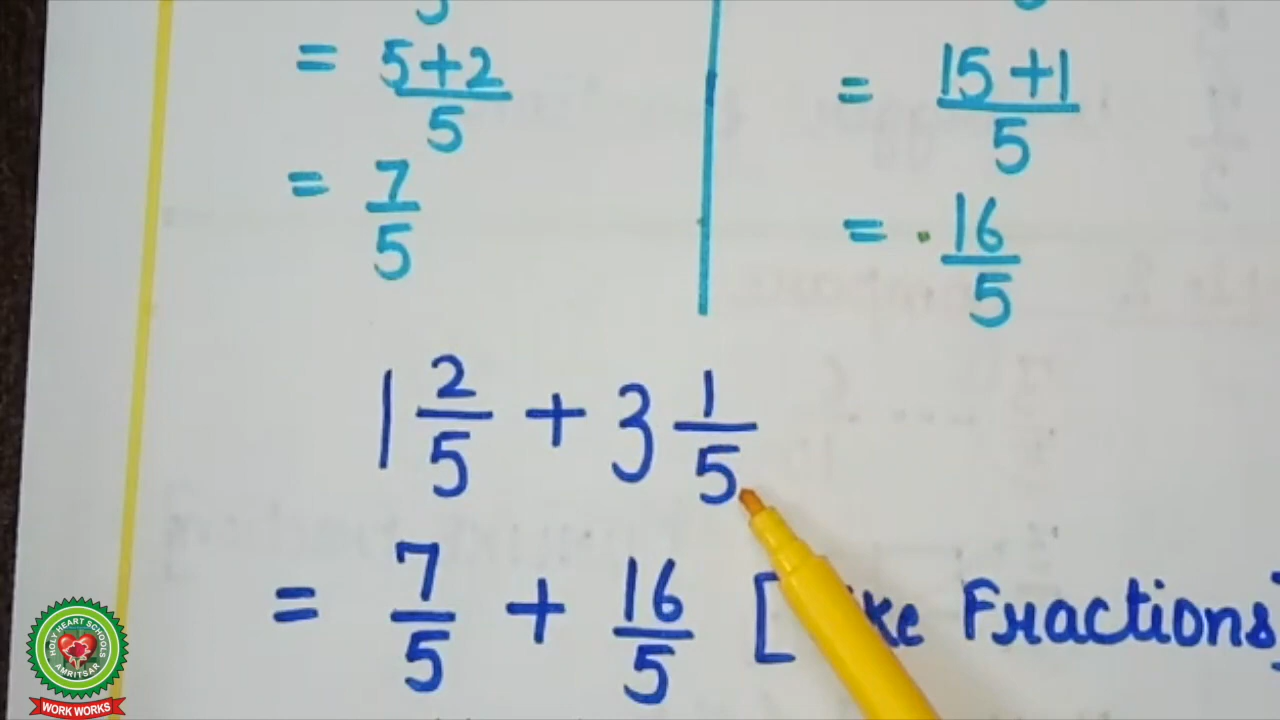 = 5+2/5
= 7/5
= 15+1/5
= 16/5
1 2/5 + 3 1/5
= 7/5 + 16/5 [ke Fractions]
HOLY HEART SCHOOLS
AMRITSAR
WORK WORKS